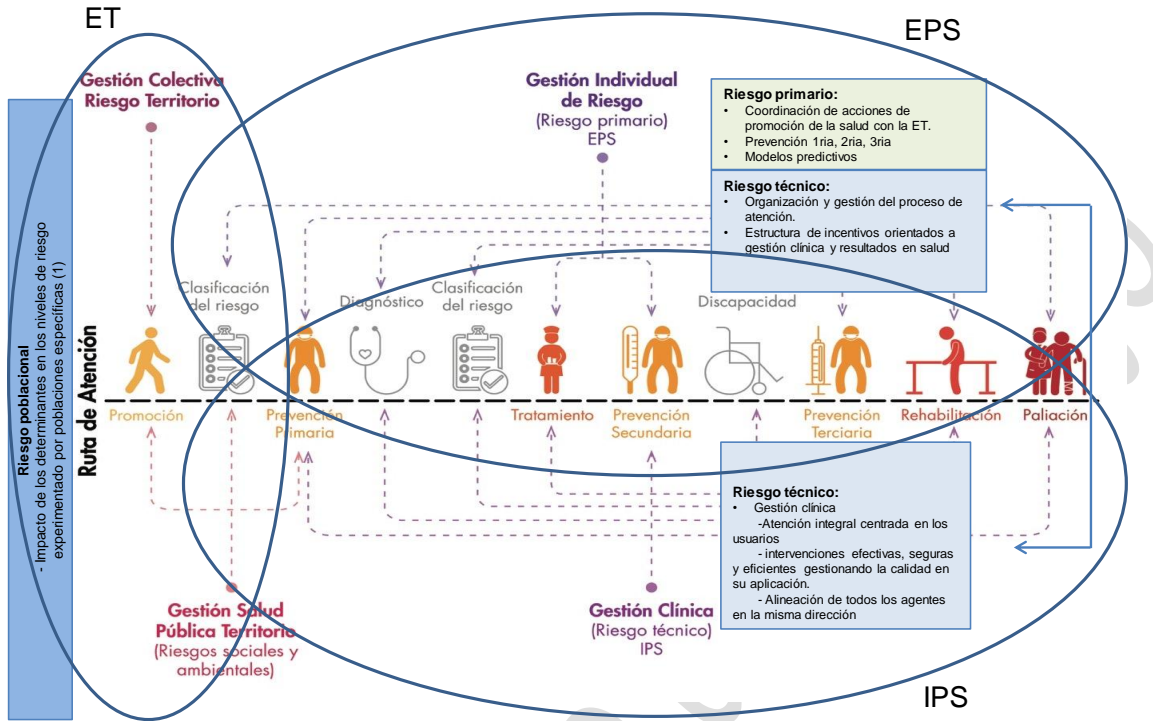 ET
EPS
Gestión Colectiva
Riesgo Territorio
Gestión Individual
de Riesgo
(Riesgo primario)
EPS
Riesgo primario:
• Coordinación de acciones de
promoción de la salud con la ET.
• Prevención 1ria, 2ria, 3ria
• Modelos predictivos
Riesgo técnico:
• Organización y gestión del proceso de
atención.
• Estructura de incentivos orientados a
gestión clínica y resultados en salud
Riesgo poblacional
- Impacto de los determinantes en los niveles de riesgo
experimentado por poblaciones específicas (1)
Ruta de Atención
Clasificación
del riesgo
Diagnóstico
Clasificación
del riesgo
Discapacidad
Promoción
Prevención
Primaria
Tratamiento
Prevención
Secundaria
Prevención
Terciaria
Rehabilitación
Paliación
Riesgo técnico:
• Gestión clínica
-Atención integral centrada en los
usuarios
- intervenciones efectivas, seguras
y eficientes gestionando la calidad en
su aplicación.
- Alineación de todos los agentes
en la misma dirección
Gestión Salud
Pública Territorio
(Riesgos sociales y
ambientales)
Gestión Clínica
(Riesgo técnico)
IPS
IPS